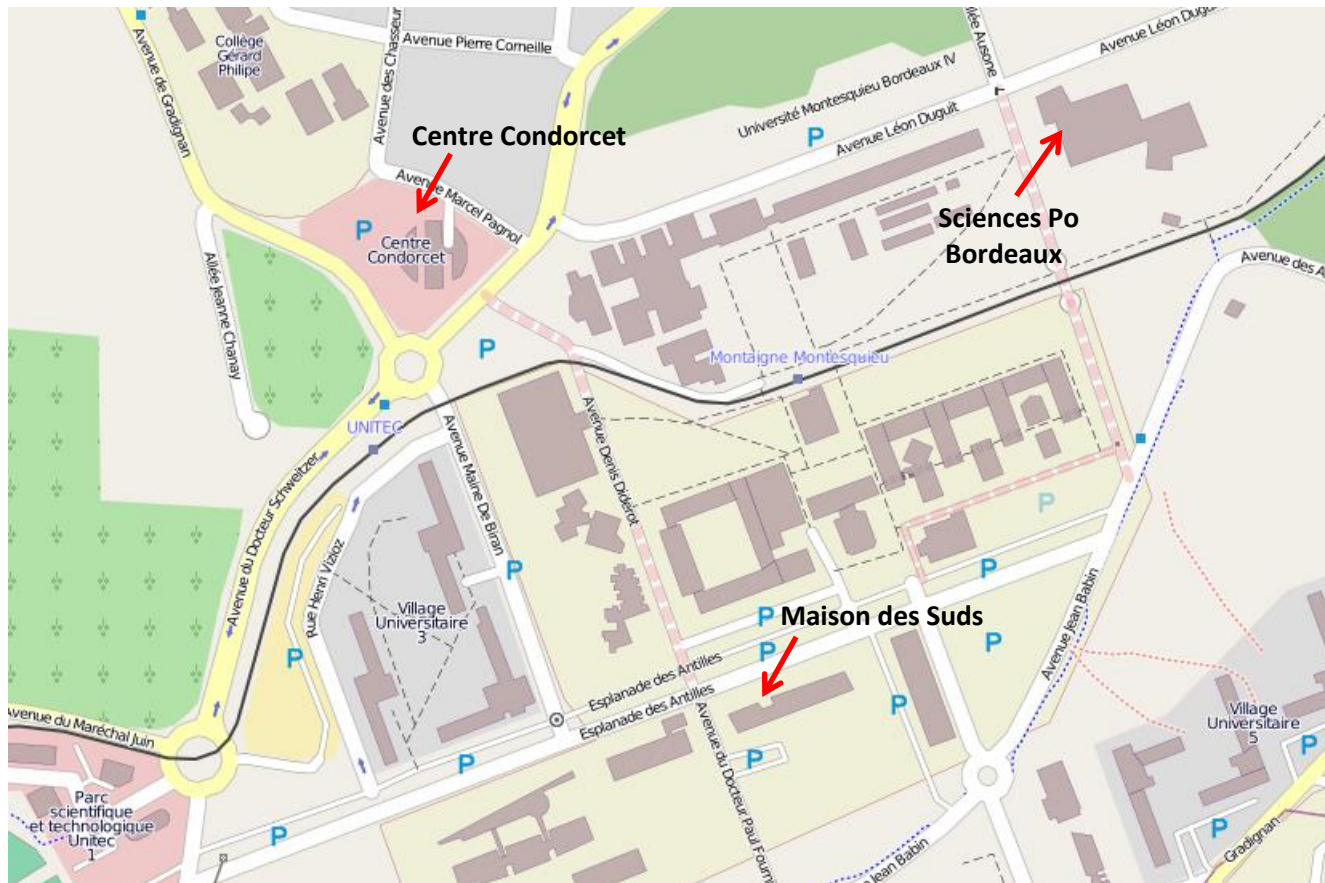 Avenue de Gradignan
Collège
Gérard
Philipe
Avenue Pierre Corneille
Avenue des Chasseur
Allée Ausone
Avenue Léon Duguit
Université Montesquieu Bordeaux IV
P
Avenue Léon Duguit
Centre Condorcet
Avenue Marcel Pagnol
P
Centre
Condorcet
Sciences Po
Bordeaux
Allée Jeanne Chanay
Avenue des A
P
Montaigne Montesquieu
UNITEC
Avenue Denis Diderot
Avenue Maine De Biran
Avenue du Docteur Schweitzer
P
P
P
Rue Henri Vizioz
Village
Universitaire
3
P
Maison des Suds
P
P
P
Avenue Jean Babin
Esplanade des Antilles
Esplanade des Antilles
P
P
Avenue du Maréchal Juin
Avenue du Docteur Paul Fourni
P
P
Village
Universitaire
5
P
Parc
scientifique
et technologique
Unitec
1
P
P
Avenue Jean Babin
Gradignan